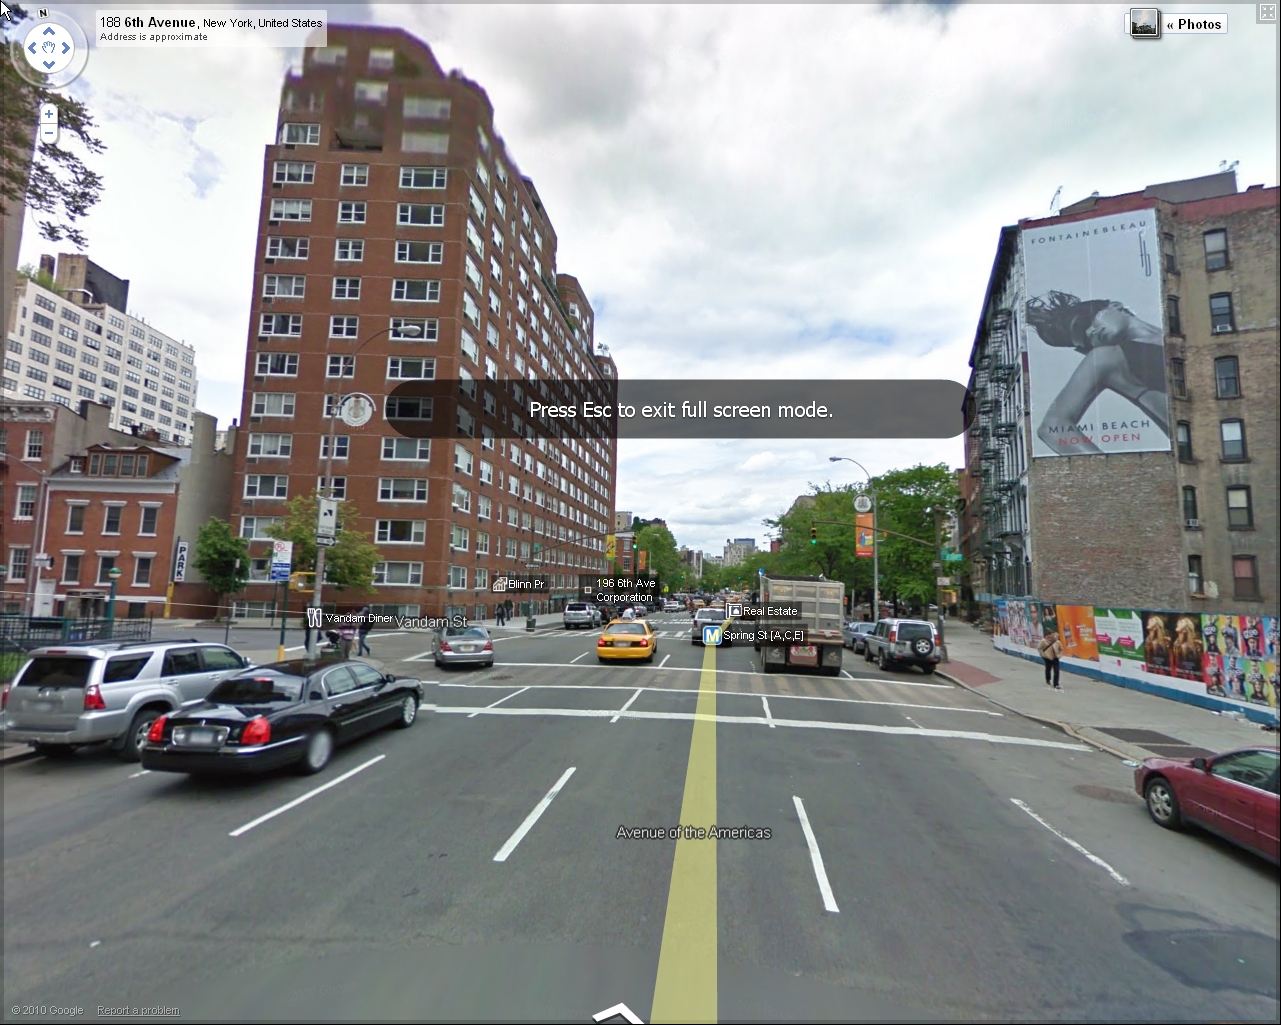 N
188 6th Avenue, New York, United States
Address is approximate
« Photos
FONTAINEBLEAU
Press Esc to exit full screen mode.
MIAMI BEACH
NOW OPEN
PARK
Blinn Pr
196 6th Ave
Corporation
Real Estate
Vandam Diner
Vandam St
M
Spring St [A,C,E]
Avenue of the Americas
© 2010 Google
Report a problem